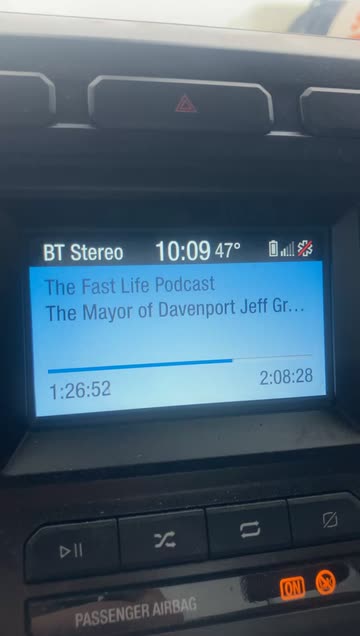 BT Stereo 10:09 47°
The Fast Life Podcast
The Mayor of Davenport Jeff Gr...
1:26:52 2:08:28
PASSENGER AIRBAG ON